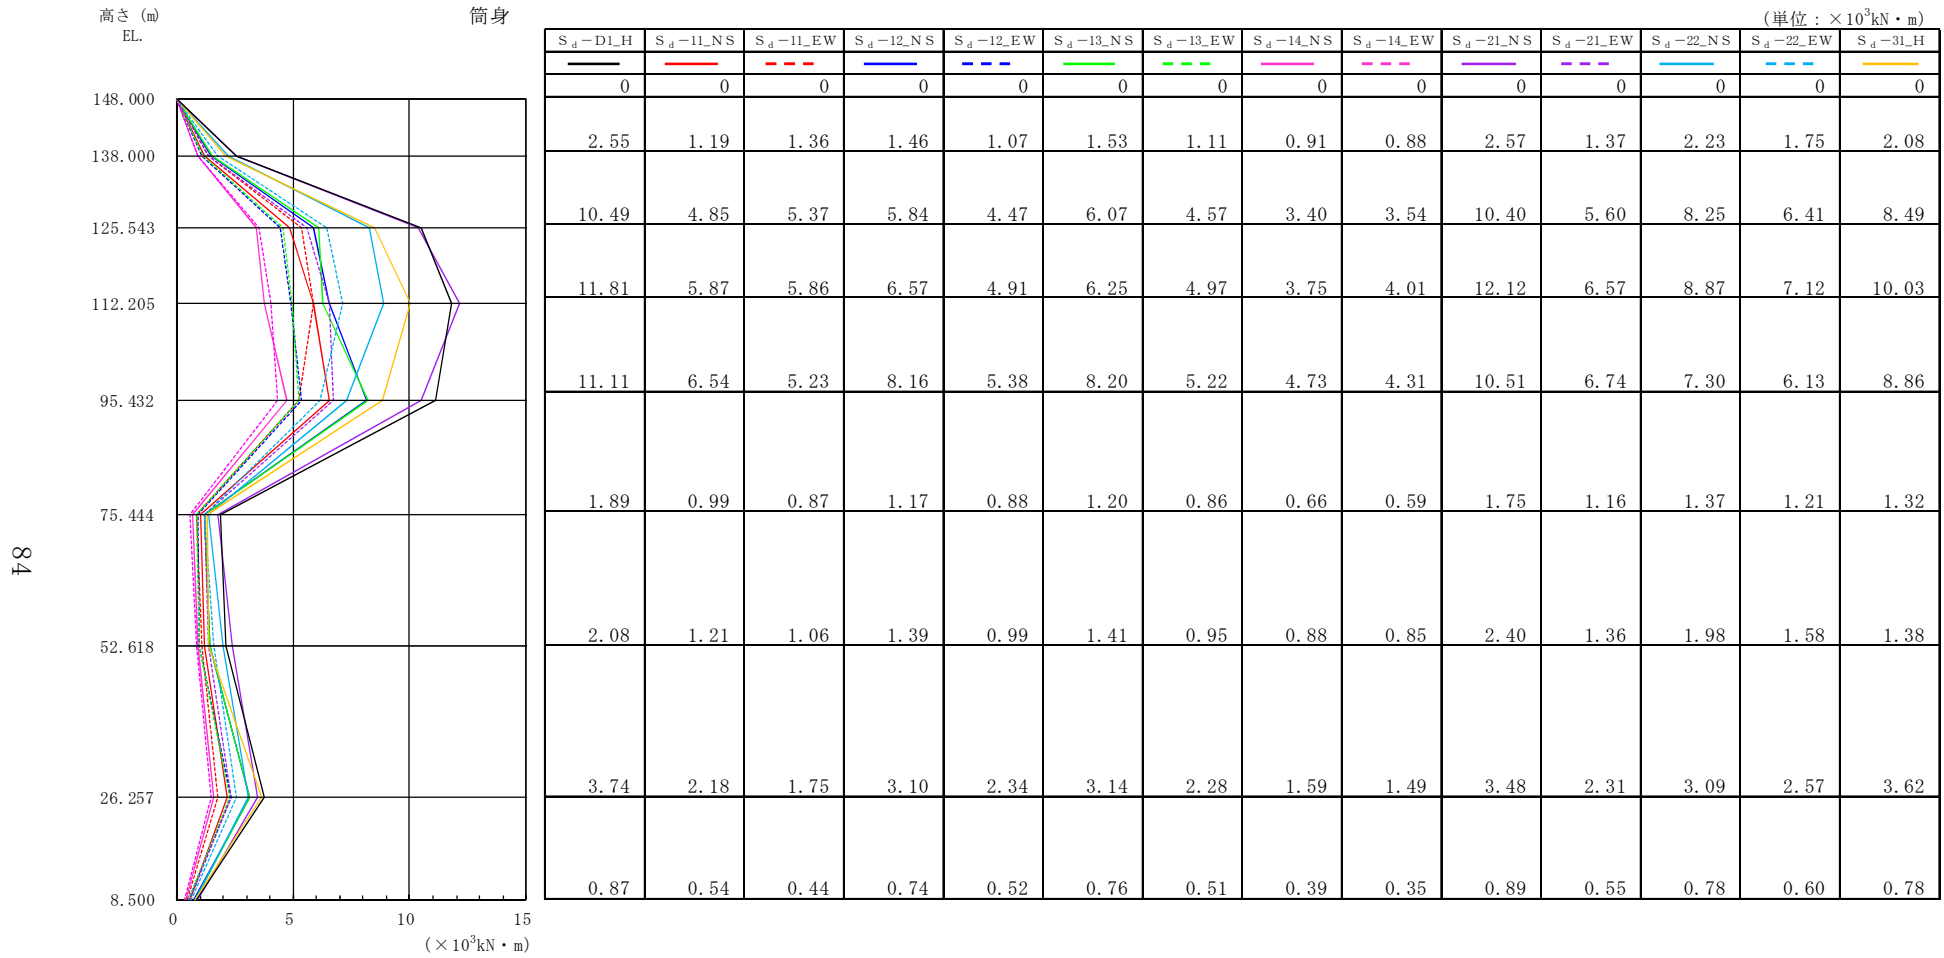 高さ (m)
EL.
筒身
(単位：×10³kN・m)
Sd－D1_H Sd－11_NS Sd－11_EW Sd－12_NS Sd－12_EW Sd－13_NS Sd－13_EW Sd－14_NS Sd－14_EW Sd－21_NS Sd－21_EW Sd－22_NS Sd－22_EW Sd－31_H
0 0 0 0 0 0 0 0 0 0 0 0 0 0
148.000
2.55 1.19 1.36 1.46 1.07 1.53 1.11 0.91 0.88 2.57 1.37 2.23 1.75 2.08
138.000
10.49 4.85 5.37 5.84 4.47 6.07 4.57 3.40 3.54 10.40 5.60 8.25 6.41 8.49
125.543
11.81 5.87 5.86 6.57 4.91 6.25 4.97 3.75 4.01 12.12 6.57 8.87 7.12 10.03
112.205
11.11 6.54 5.23 8.16 5.38 8.20 5.22 4.73 4.31 10.51 6.74 7.30 6.13 8.86
95.432
1.89 0.99 0.87 1.17 0.88 1.20 0.86 0.66 0.59 1.75 1.16 1.37 1.21 1.32
75.444
2.08 1.21 1.06 1.39 0.99 1.41 0.95 0.88 0.85 2.40 1.36 1.98 1.58 1.38
52.618
3.74 2.18 1.75 3.10 2.34 3.14 2.28 1.59 1.49 3.48 2.31 3.09 2.57 3.62
26.257
0.87 0.54 0.44 0.74 0.52 0.76 0.51 0.39 0.35 0.89 0.55 0.78 0.60 0.78
8.500
0 5 10 15
(×10³kN・m)
84